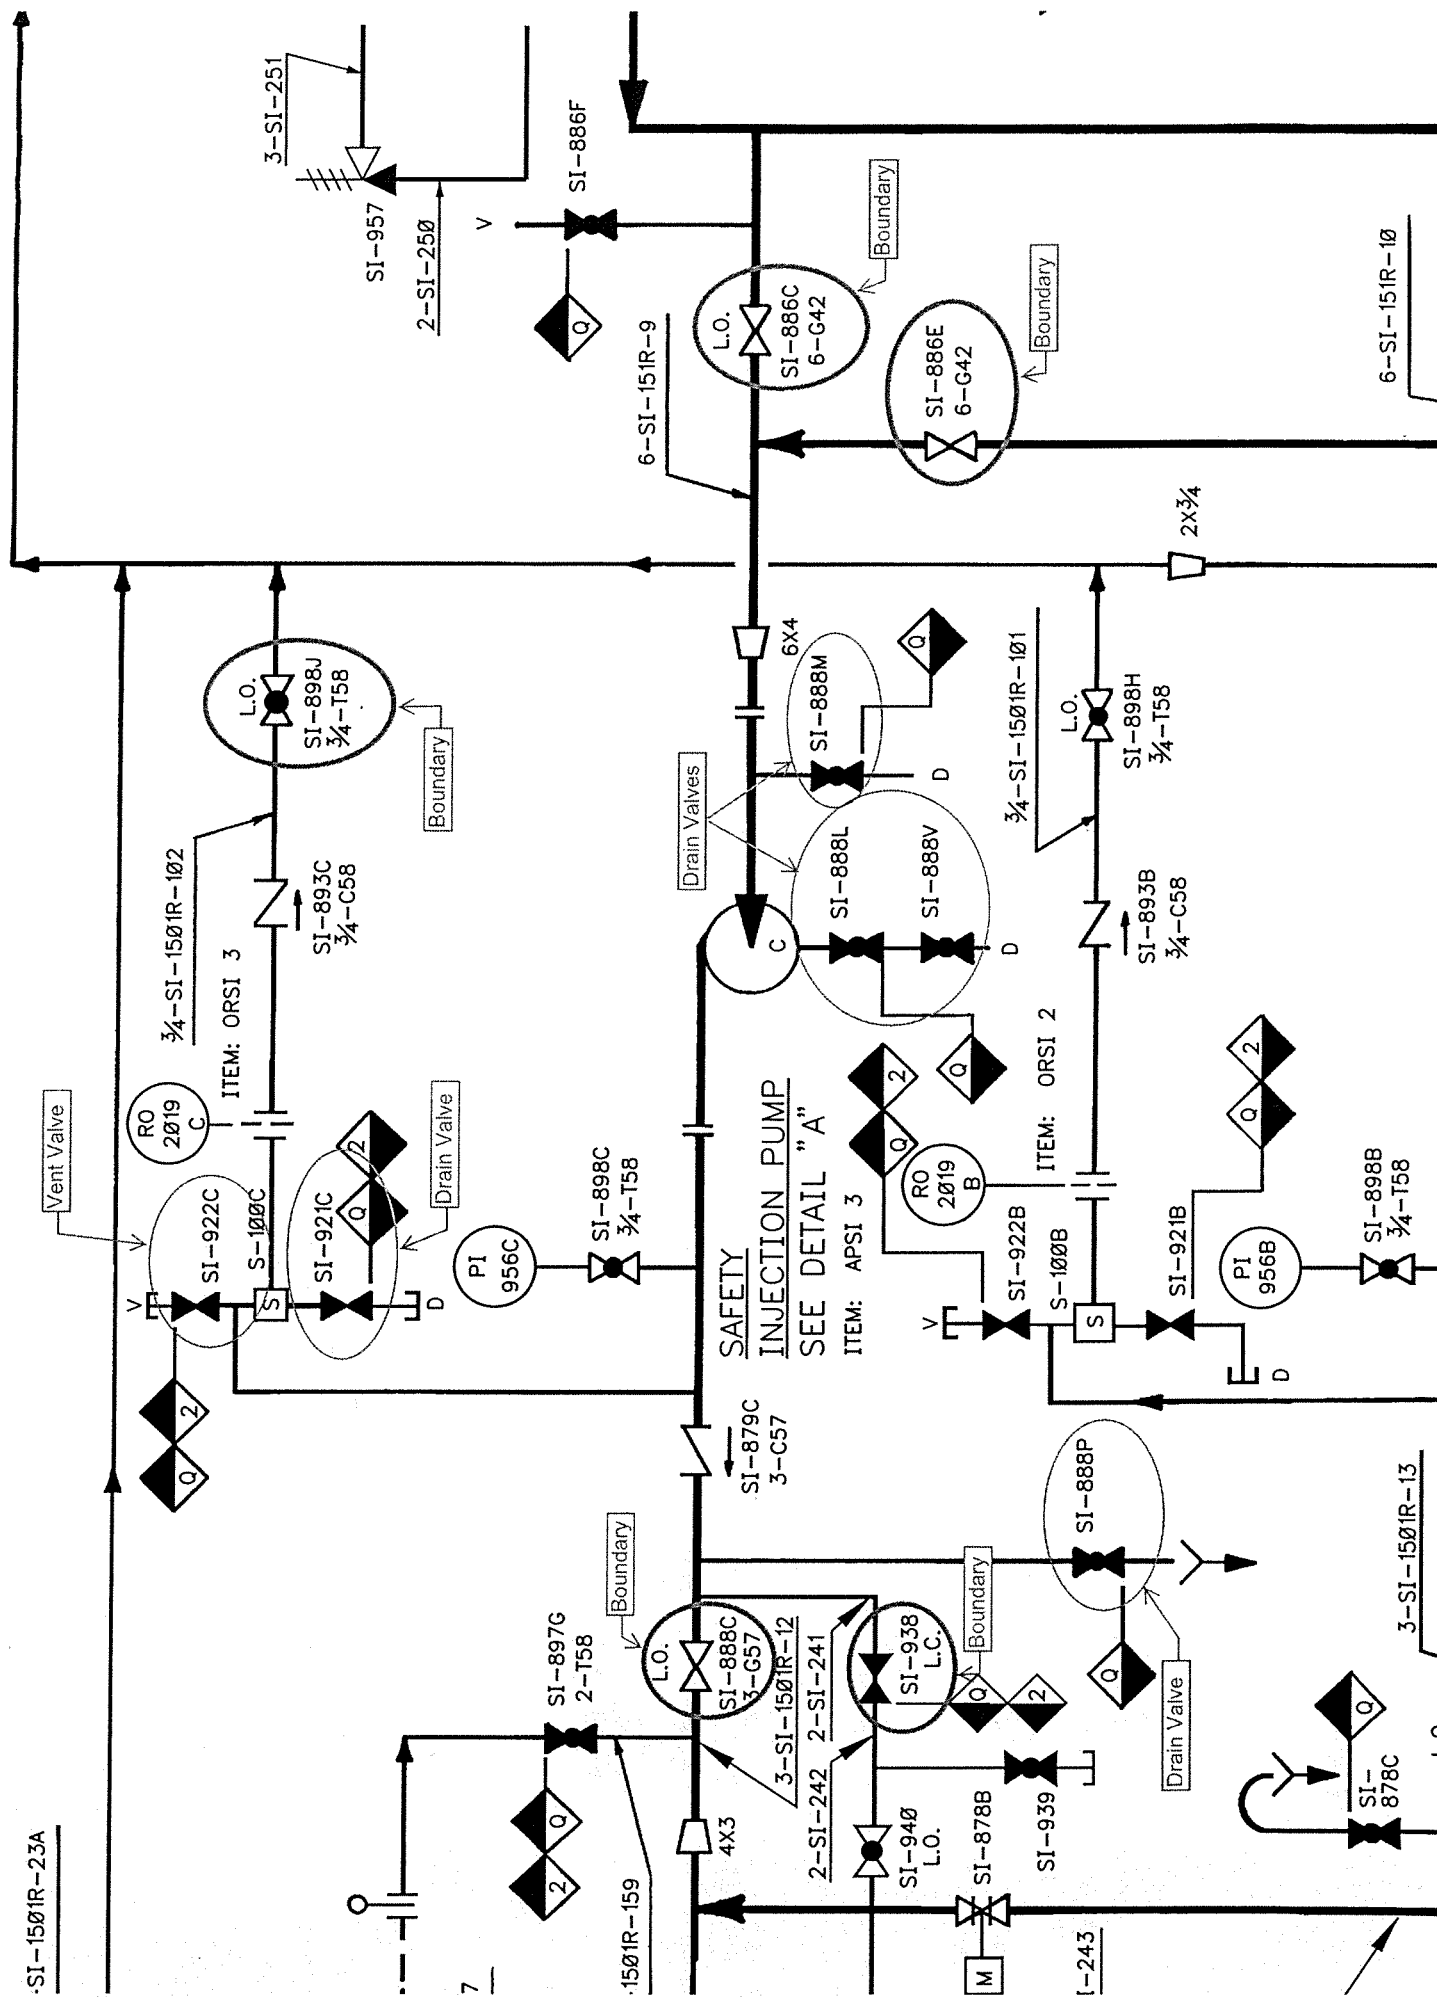 3-SI-251
SI-957
2-SI-250
SI-886F
V
Q
6-SI-151R-9
L.O.
SI-886C
6-G42
Boundary
SI-886E
6-G42
Boundary
6-SI-151R-10
2X3/4
L.O.
SI-898J
3/4-T58
Boundary
3/4-SI-1501R-102
SI-893C
3/4-C58
6X4
Drain Valves
SI-888M
Q
D
SI-888L
SI-888V
D
Q
C
3/4-SI-1501R-101
L.O.
SI-898H
3/4-T58
SI-893B
3/4-C58
ITEM: ORSI 3
RO
2019
C
Vent Valve
SI-922C
V
S-100C
S
SI-921C
D
Q
2
Drain Valve
2
Q
PI
956C
SI-898C
3/4-T58
SAFETY
INJECTION PUMP
SEE DETAIL "A"
ITEM: APSI 3
2
Q
RO
2019
B
ITEM: ORSI 2
V
SI-922B
S-100B
S
SI-921B
D
Q
2
PI
956B
SI-898B
3/4-T58
SI-879C
3-C57
Boundary
L.O.
SI-888C
3-G57
3-SI-1501R-12
SI-897G
2-T58
Q
2
4X3
1501R-159
2-SI-241
2-SI-242
SI-938
L.C.
Boundary
Q
2
SI-888P
Q
Drain Valve
SI-940
L.O.
SI-878B
SI-939
M
I-243
SI-
878C
Q
3-SI-1501R-13
-SI-1501R-23A
7